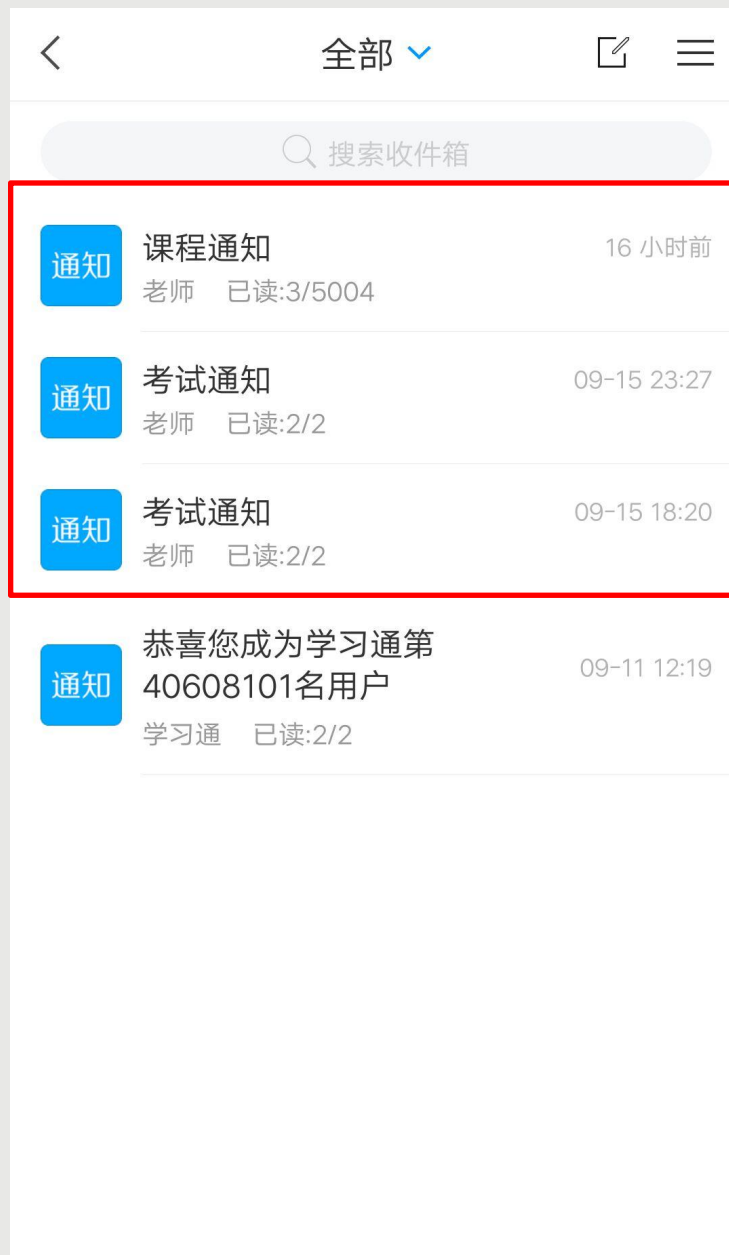 全部
搜索收件箱
通知
课程通知
16 小时前
老师 已读:3/5004
通知
考试通知
09-15 23:27
老师 已读:2/2
通知
考试通知
09-15 18:20
老师 已读:2/2
通知
恭喜您成为学习通第
40608101名用户
09-11 12:19
学习通 已读:2/2